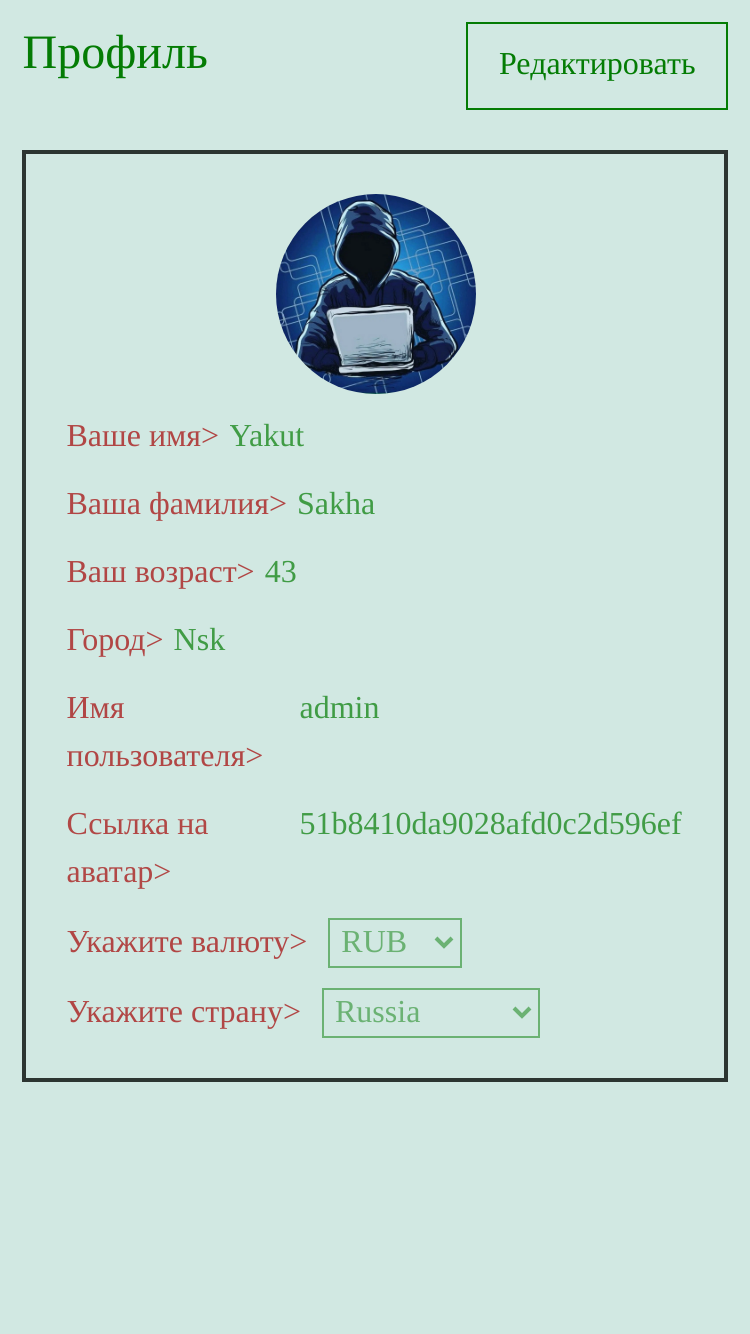 Профиль
Редактировать
Ваше имя> Yakut
Ваша фамилия> Sakha
Ваш возраст> 43
Город> Nsk
Имя пользователя> admin
Ссылка на аватар> 51b8410da9028afd0c2d596ef
Укажите валюту> RUB
Укажите страну> Russia